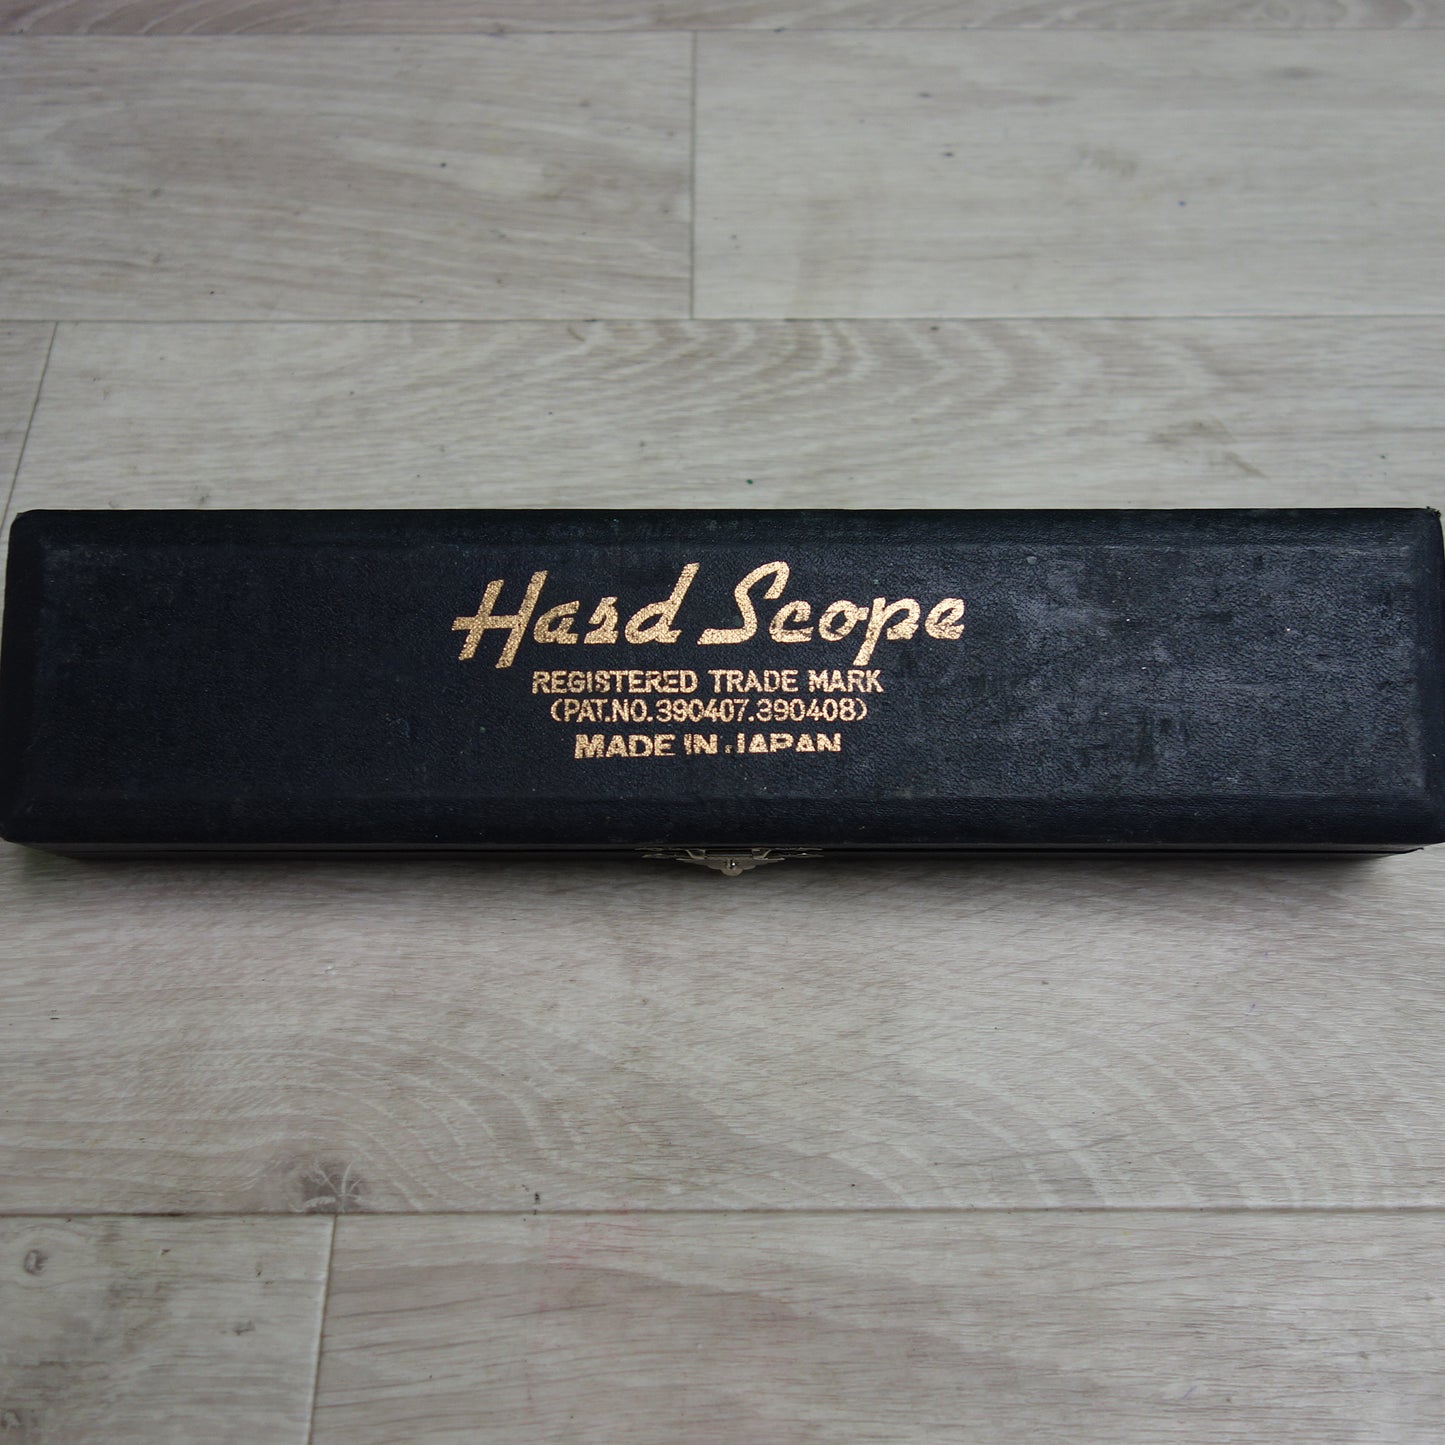 Hard Scope
REGISTERED TRADE MARK
(PAT.NO.390407.390408)
MADE IN JAPAN